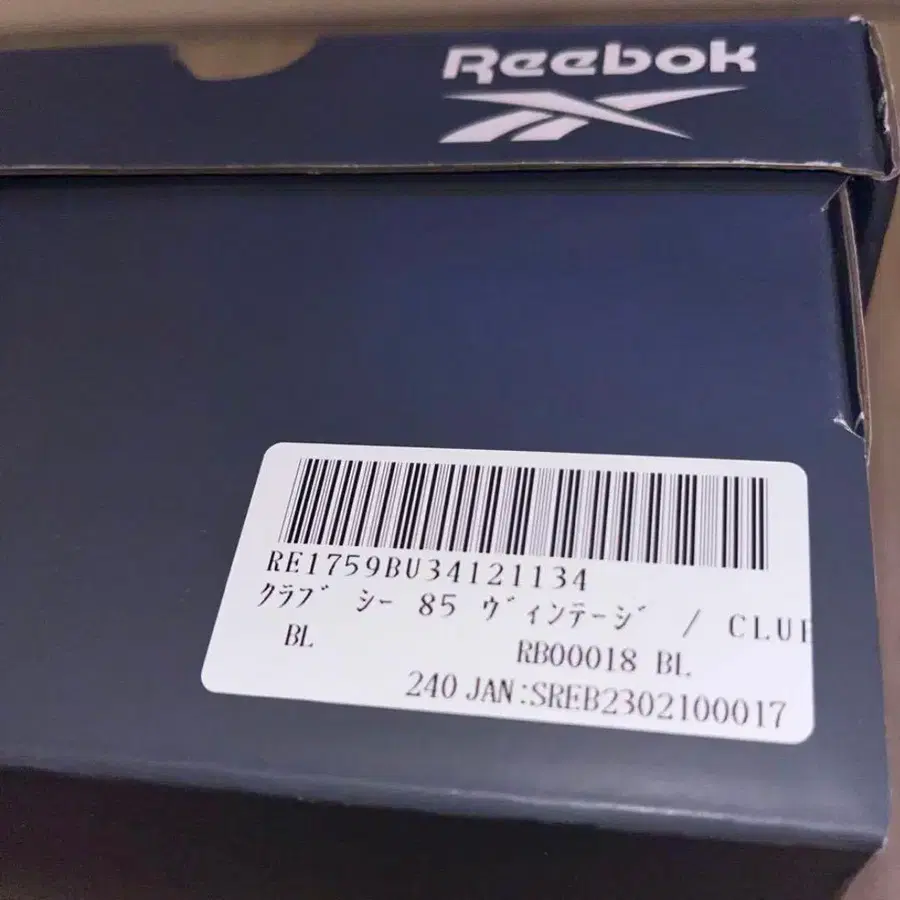 Reebok
RE1759BU34121134
ｸﾗﾌﾞ ｼｰ 85 ｳﾞｨﾝﾃｰｼﾞ / CLUB
BL RB00018 BL
240 JAN:SREB2302100017